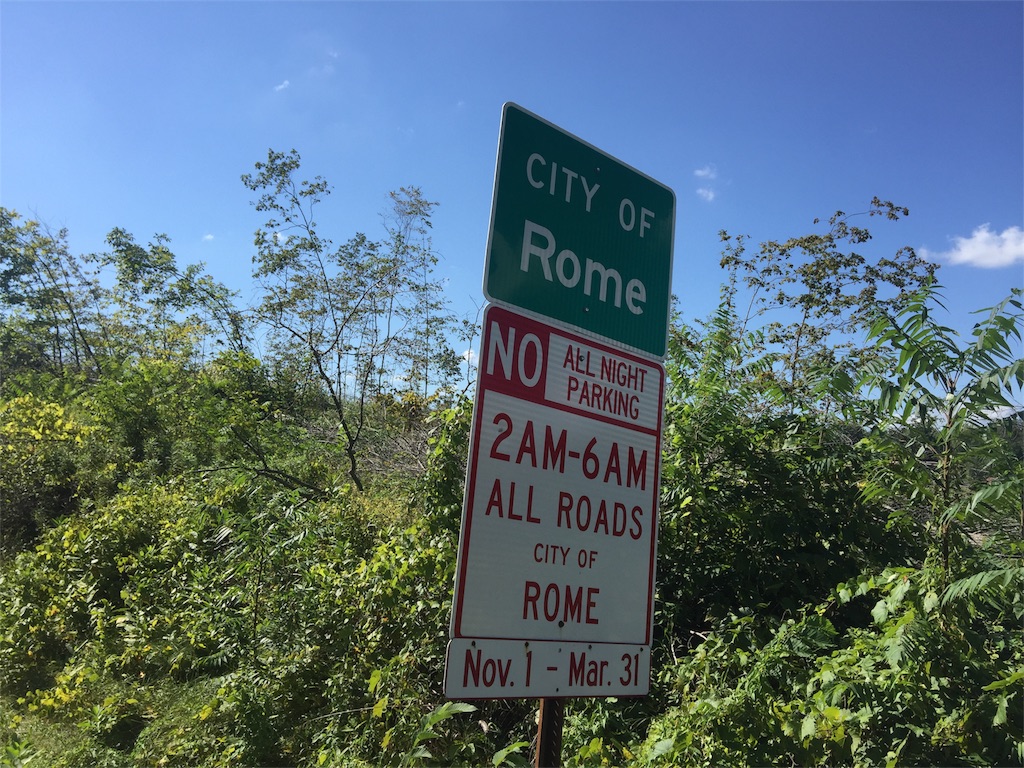 CITY OF
Rome
NO ALL NIGHT
PARKING
2AM-6AM
ALL ROADS
CITY OF
ROME
Nov. 1 - Mar. 31